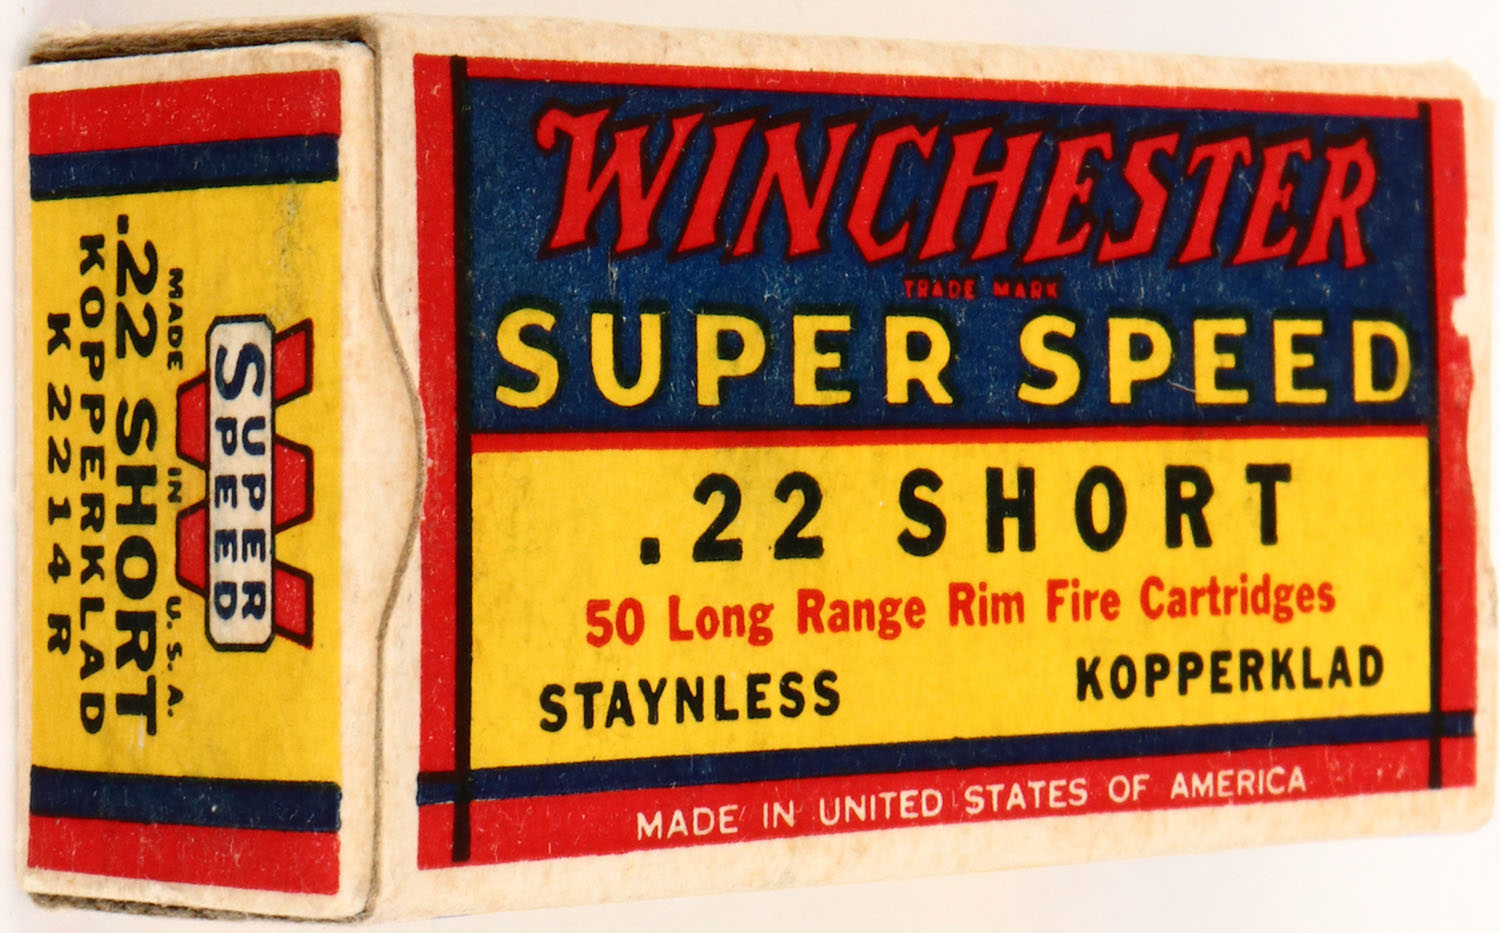 WINCHESTER
TRADE MARK
SUPER SPEED
.22 SHORT
50 Long Range Rim Fire Cartridges
STAYNLESS KOPPERKLAD
MADE IN UNITED STATES OF AMERICA
W
SUPER
SPEED
MADE IN U.S.A.
.22 SHORT
KOPPERKLAD
K2214R